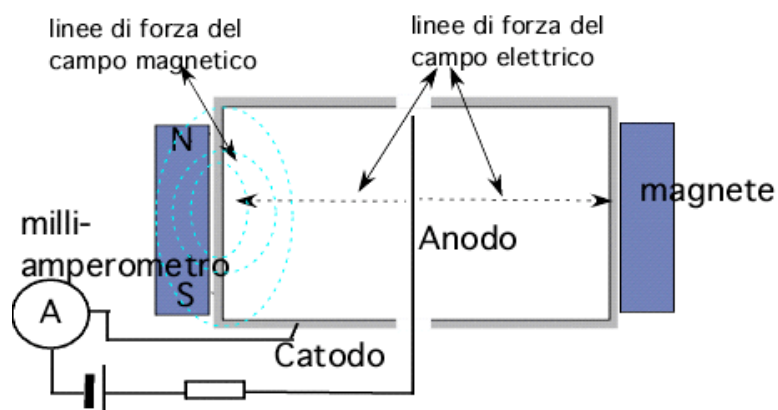 linee di forza del
campo magnetico
linee di forza del
campo elettrico
N
magnete
milli-
amperometro
Anodo
S
A
Catodo